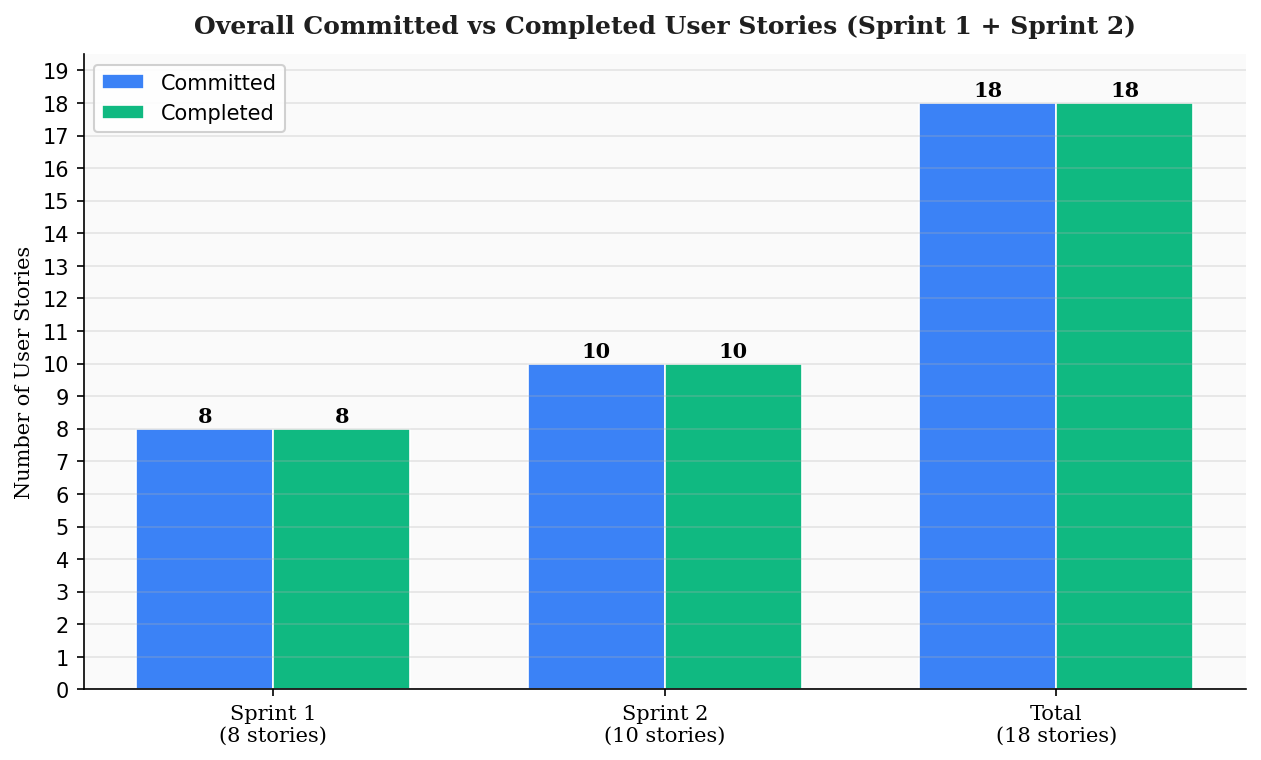 Overall Committed vs Completed User Stories (Sprint 1 + Sprint 2)
Committed
Completed
Number of User Stories
19
18
17
16
15
14
13
12
11
10
9
8
7
6
5
4
3
2
1
0
8
8
10
10
18
18
Sprint 1
(8 stories)
Sprint 2
(10 stories)
Total
(18 stories)